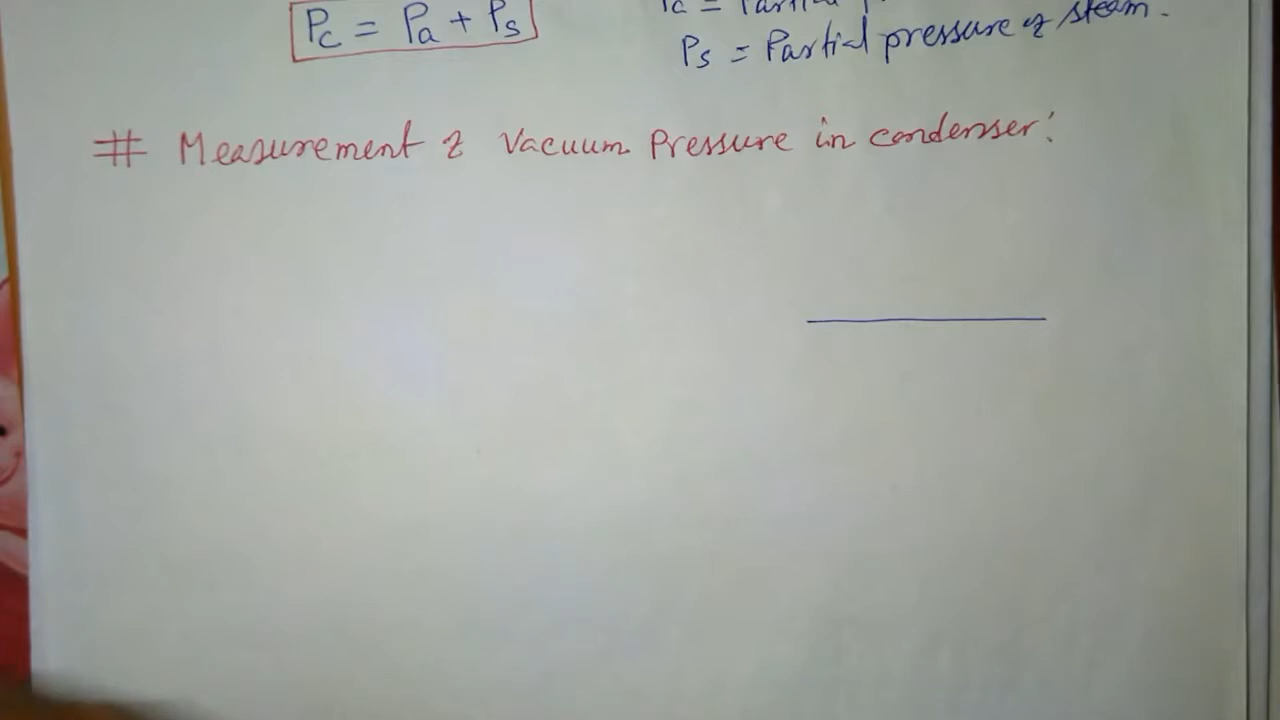 Pc = Pa + Ps
Ps = Partial pressure of steam.
# Measurement of Vacuum Pressure in condenser: